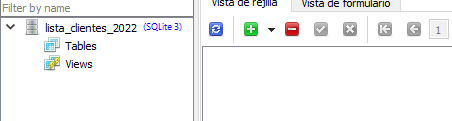 Filter by name
lista_clientes_2022 (SQLite 3)
Tables
Views
Vista de rejilla
Vista de formulario
1